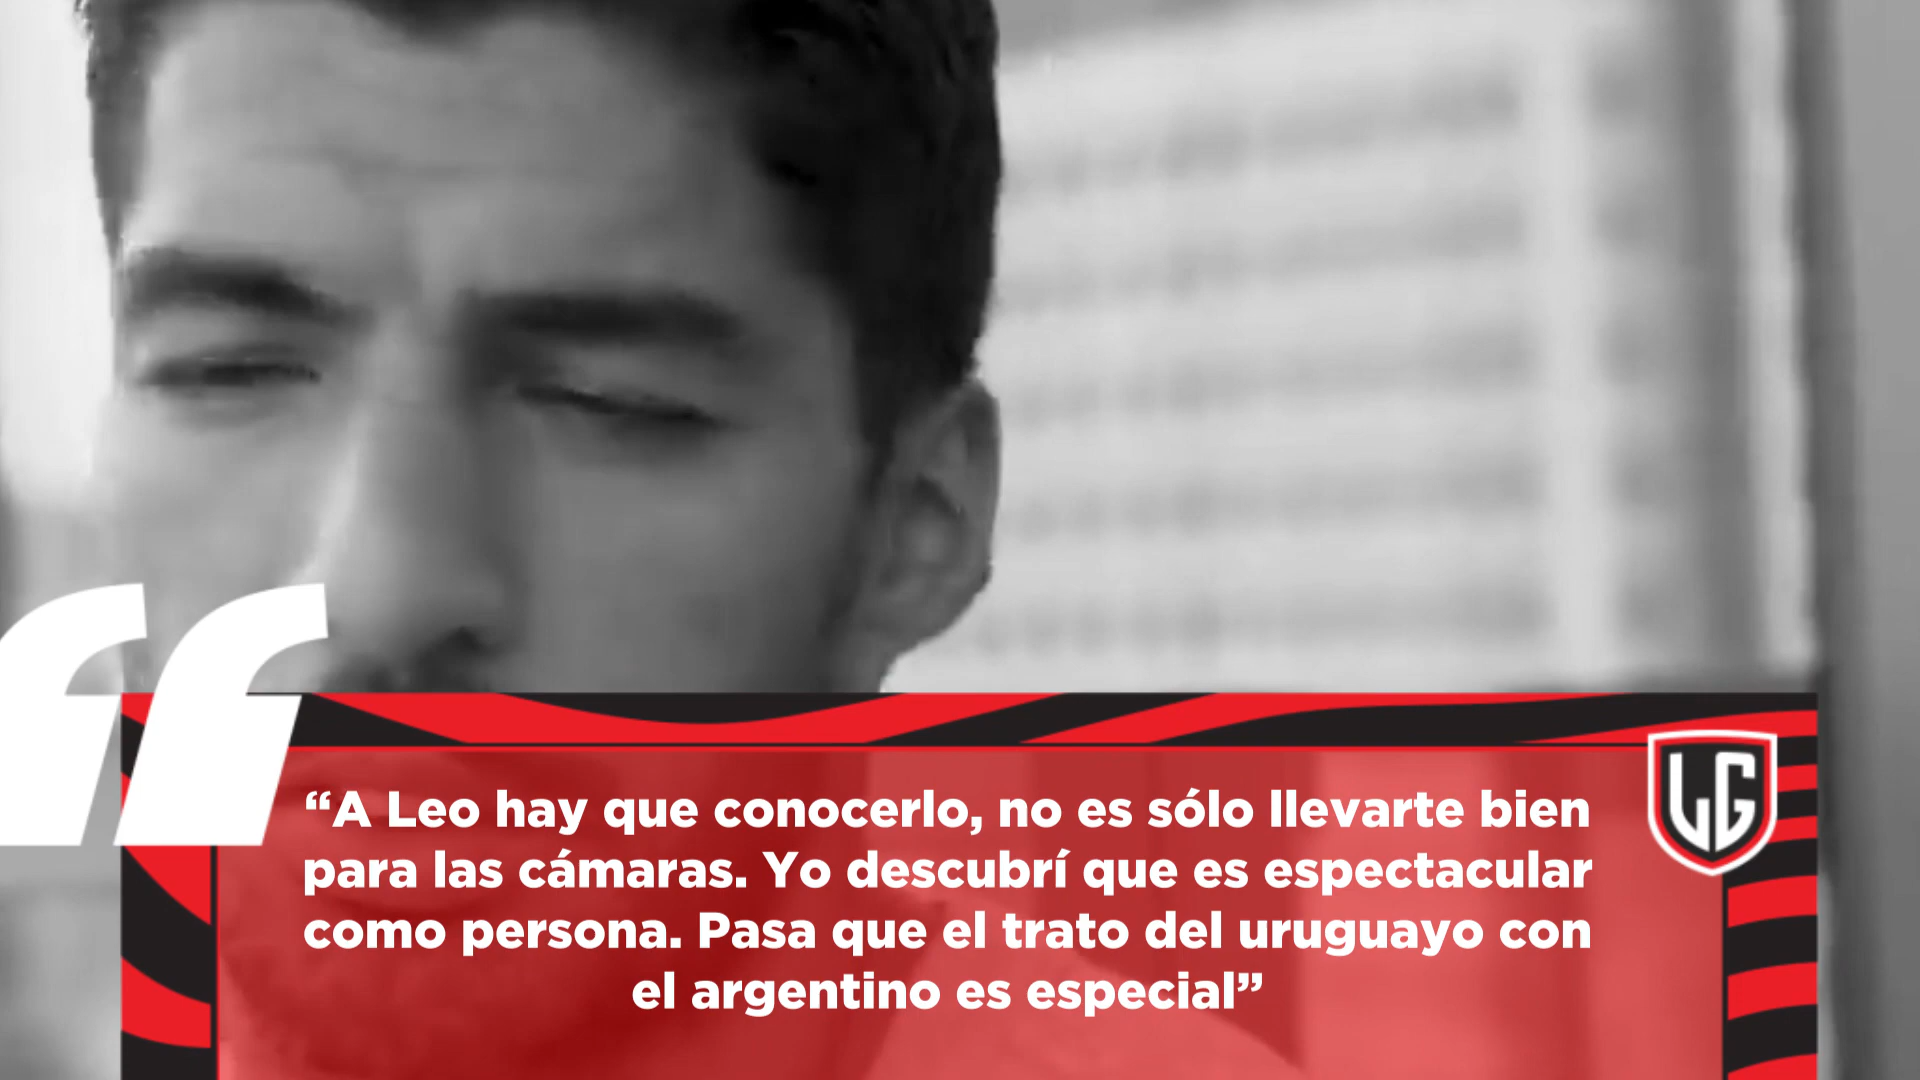 “A Leo hay que conocerlo, no es sólo llevarte bien
para las cámaras. Yo descubrí que es espectacular
como persona. Pasa que el trato del uruguayo con
el argentino es especial”
LG